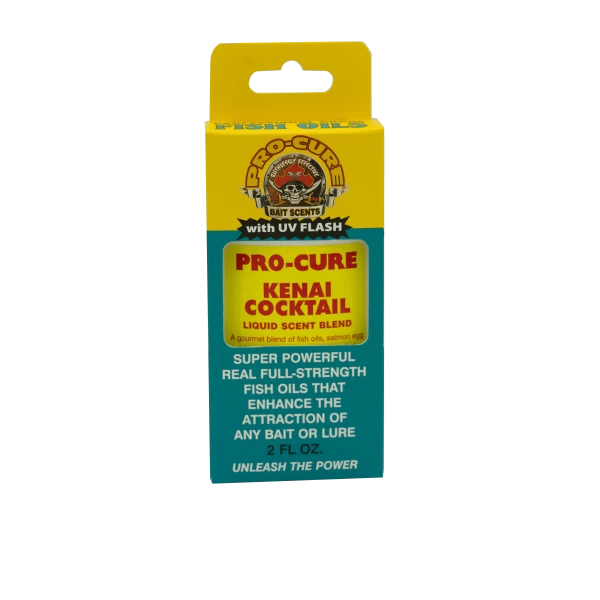 FISH OILS
PRO-CURE
BAIT SCENTS
with UV FLASH
PRO-CURE
KENAI
COCKTAIL
LIQUID SCENT BLEND
A gourmet blend of fish oils, salmon egg
SUPER POWERFUL
REAL FULL-STRENGTH
FISH OILS THAT
ENHANCE THE
ATTRACTION OF
ANY BAIT OR LURE
2 FL OZ.
UNLEASH THE POWER